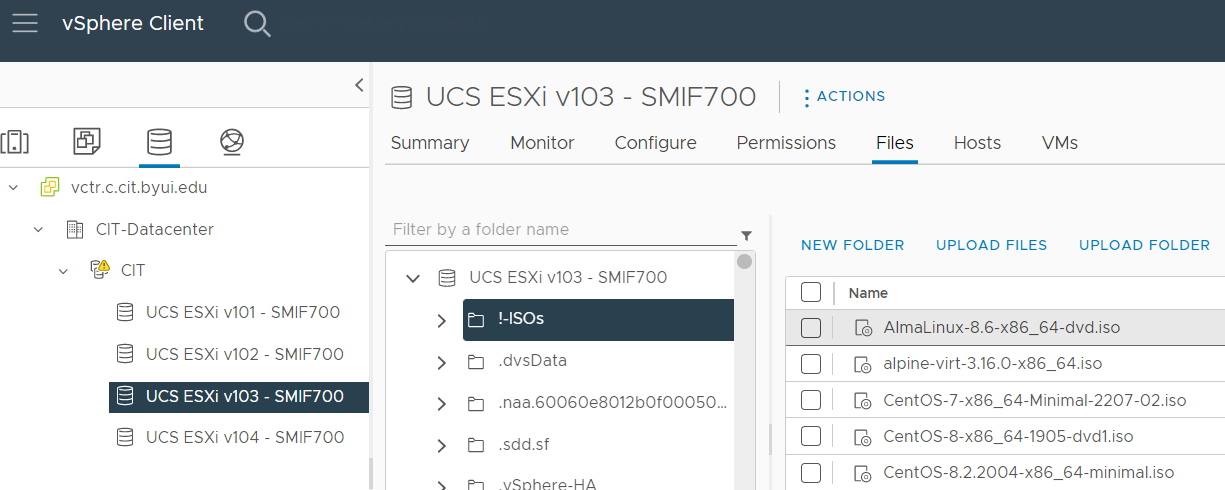 vSphere Client
UCS ESXi v103 - SMIF700
ACTIONS
Summary Monitor Configure Permissions Files Hosts VMs
vctr.c.cit.byui.edu
CIT-Datacenter
CIT
UCS ESXi v101 - SMIF700
UCS ESXi v102 - SMIF700
UCS ESXi v103 - SMIF700
UCS ESXi v104 - SMIF700
Filter by a folder name
UCS ESXi v103 - SMIF700
!-ISOs
.dvsData
.naa.60060e8012b0f00050...
.sdd.sf
.vSphere-HA
NEW FOLDER UPLOAD FILES UPLOAD FOLDER
Name
AlmaLinux-8.6-x86_64-dvd.iso
alpine-virt-3.16.0-x86_64.iso
CentOS-7-x86_64-Minimal-2207-02.iso
CentOS-8-x86_64-1905-dvd1.iso
CentOS-8.2.2004-x86_64-minimal.iso